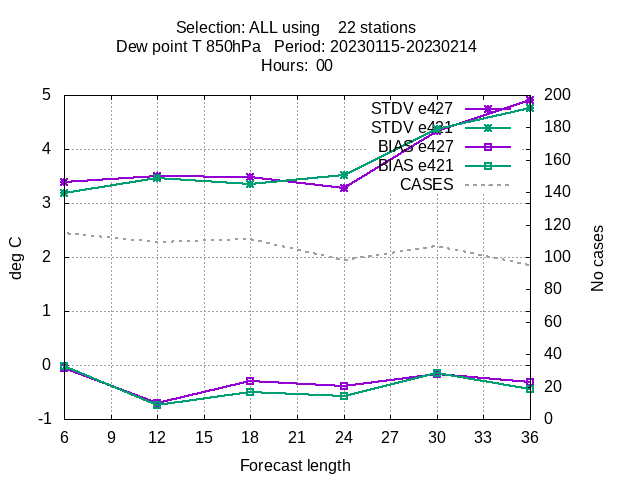 Selection: ALL using 22 stations
Dew point T 850hPa Period: 20230115-20230214
Hours: 00
STDV e427
STDV e421
BIAS e427
BIAS e421
CASES
deg C
5
4
3
2
1
0
-1
200
180
160
140
120
100
80
60
40
20
0
No cases
6 9 12 15 18 21 24 27 30 33 36
Forecast length